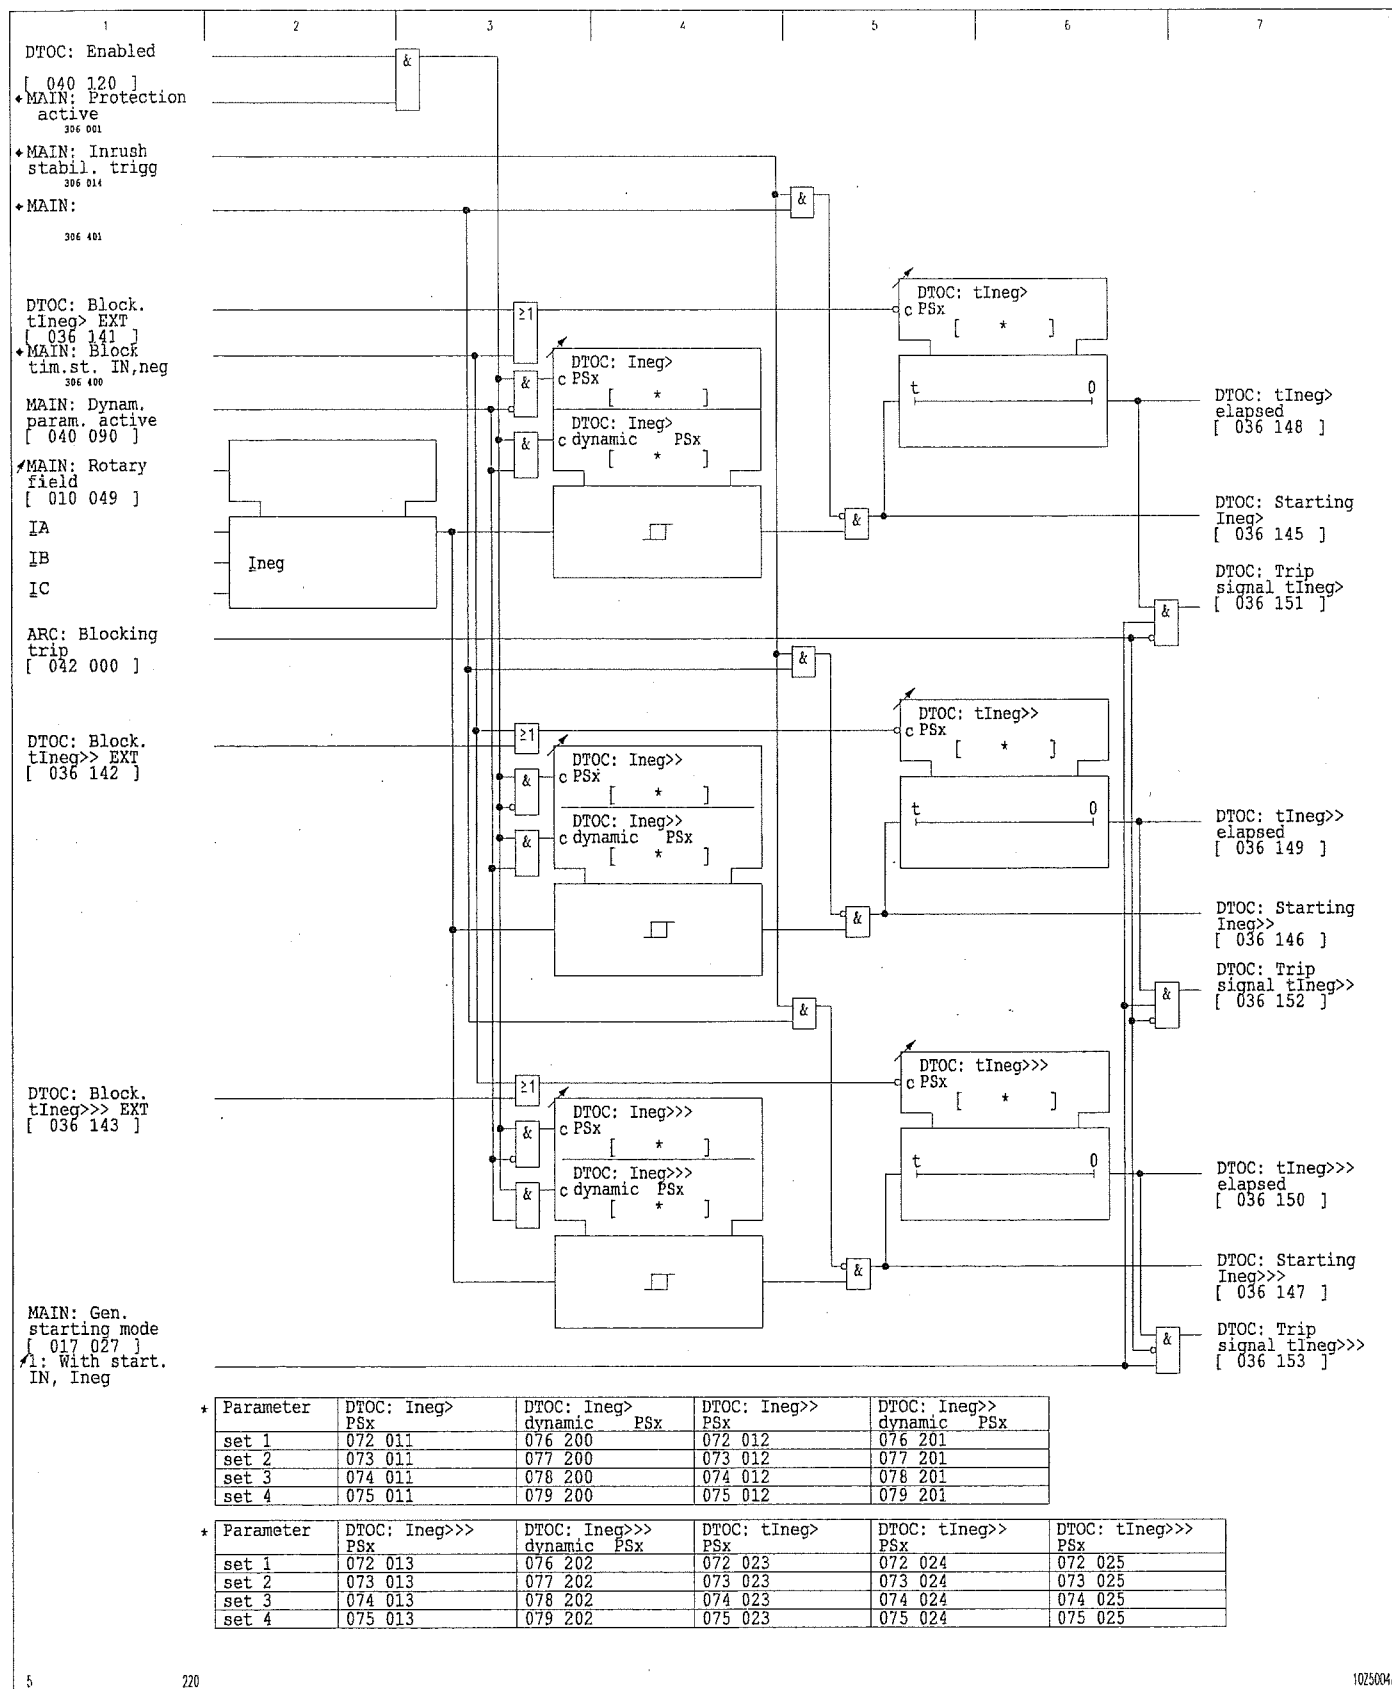 1 2 3 4 5 6 7
DTOC: Enabled
[ 040 120 ]
MAIN: Protection
active
306 001
MAIN: Inrush
stabil. trigg
306 014
MAIN:
306 401
DTOC: Block.
tIneg> EXT
[ 036 141 ]
MAIN: Block
tim.st. IN,neg
306 400
MAIN: Dynam.
param. active
[ 040 090 ]
MAIN: Rotary
field
[ 010 049 ]
IA
IB
IC
ARC: Blocking
trip
[ 042 000 ]
DTOC: Block.
tIneg>> EXT
[ 036 142 ]
DTOC: Block.
tIneg>>> EXT
[ 036 143 ]
MAIN: Gen.
starting mode
[ 017 027 ]
1: With start.
IN, Ineg
Ineg
&
&
≥1
&
&
DTOC: Ineg>
c PSx
[ * ]
DTOC: Ineg>
c dynamic PSx
[ * ]
&
DTOC: tIneg>
c PSx
[ * ]
t 0
&
DTOC: tIneg>
elapsed
[ 036 148 ]
DTOC: Starting
Ineg>
[ 036 145 ]
DTOC: Trip
signal tIneg>
[ 036 151 ]
&
≥1
&
&
DTOC: Ineg>>
c PSx
[ * ]
DTOC: Ineg>>
c dynamic PSx
[ * ]
&
DTOC: tIneg>>
c PSx
[ * ]
t 0
&
DTOC: tIneg>>
elapsed
[ 036 149 ]
DTOC: Starting
Ineg>>
[ 036 146 ]
DTOC: Trip
signal tIneg>>
[ 036 152 ]
&
&
≥1
&
&
DTOC: Ineg>>>
c PSx
[ * ]
DTOC: Ineg>>>
c dynamic PSx
[ * ]
&
DTOC: tIneg>>>
c PSx
[ * ]
t 0
DTOC: tIneg>>>
elapsed
[ 036 150 ]
DTOC: Starting
Ineg>>>
[ 036 147 ]
DTOC: Trip
signal tIneg>>>
[ 036 153 ]
&
* Parameter DTOC: Ineg> PSx DTOC: Ineg> dynamic PSx DTOC: Ineg>> PSx DTOC: Ineg>> dynamic PSx
set 1 072 011 076 200 072 012 076 201
set 2 073 011 077 200 073 012 077 201
set 3 074 011 078 200 074 012 078 201
set 4 075 011 079 200 075 012 079 201
* Parameter DTOC: Ineg>>> PSx DTOC: Ineg>>> dynamic PSx DTOC: tIneg> PSx DTOC: tIneg>> PSx DTOC: tIneg>>> PSx
set 1 072 013 076 202 072 023 072 024 072 025
set 2 073 013 077 202 073 023 073 024 073 025
set 3 074 013 078 202 074 023 074 024 074 025
set 4 075 013 079 202 075 023 075 024 075 025
5 220